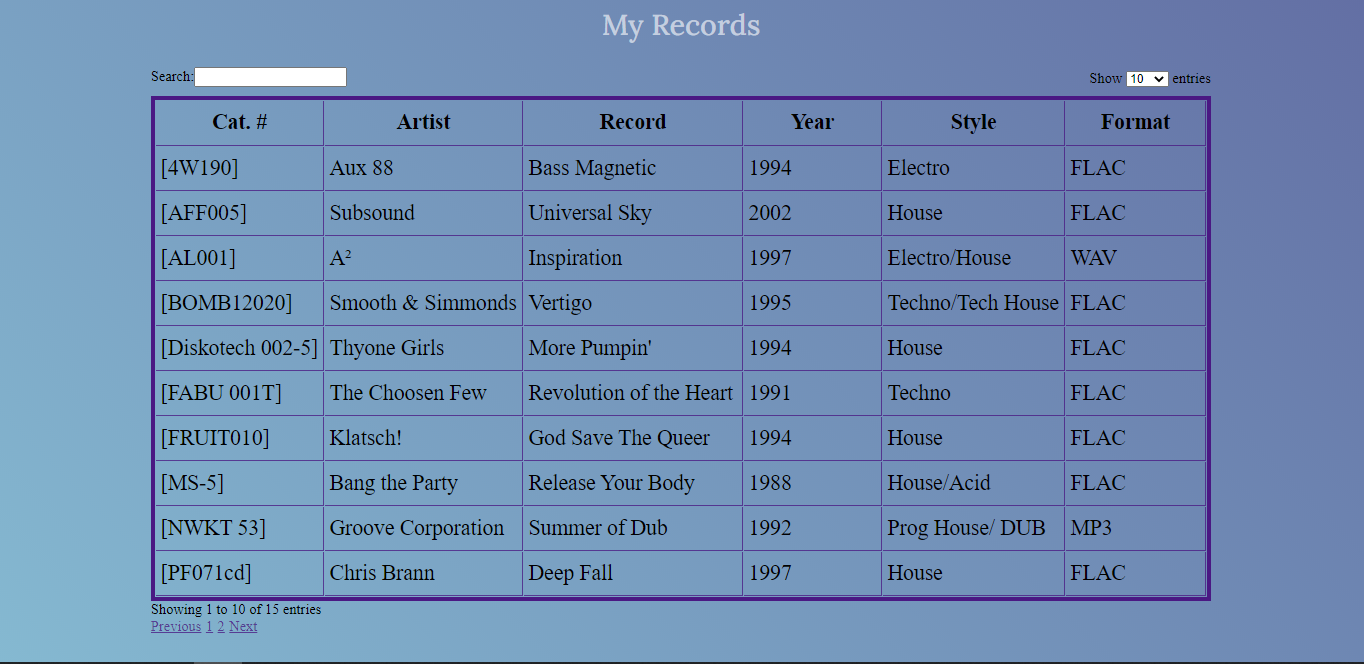 My Records
Search: Show 10 entries
Cat. # Artist Record Year Style Format
[4W190] Aux 88 Bass Magnetic 1994 Electro FLAC
[AFF005] Subsound Universal Sky 2002 House FLAC
[AL001] A² Inspiration 1997 Electro/House WAV
[BOMB12020] Smooth & Simmonds Vertigo 1995 Techno/Tech House FLAC
[Diskotech 002-5] Thyone Girls More Pumpin' 1994 House FLAC
[FABU 001T] The Choosen Few Revolution of the Heart 1991 Techno FLAC
[FRUIT010] Klatsch! God Save The Queer 1994 House FLAC
[MS-5] Bang the Party Release Your Body 1988 House/Acid FLAC
[NWKT 53] Groove Corporation Summer of Dub 1992 Prog House/ DUB MP3
[PF071cd] Chris Brann Deep Fall 1997 House FLAC
Showing 1 to 10 of 15 entries
Previous 1 2 Next